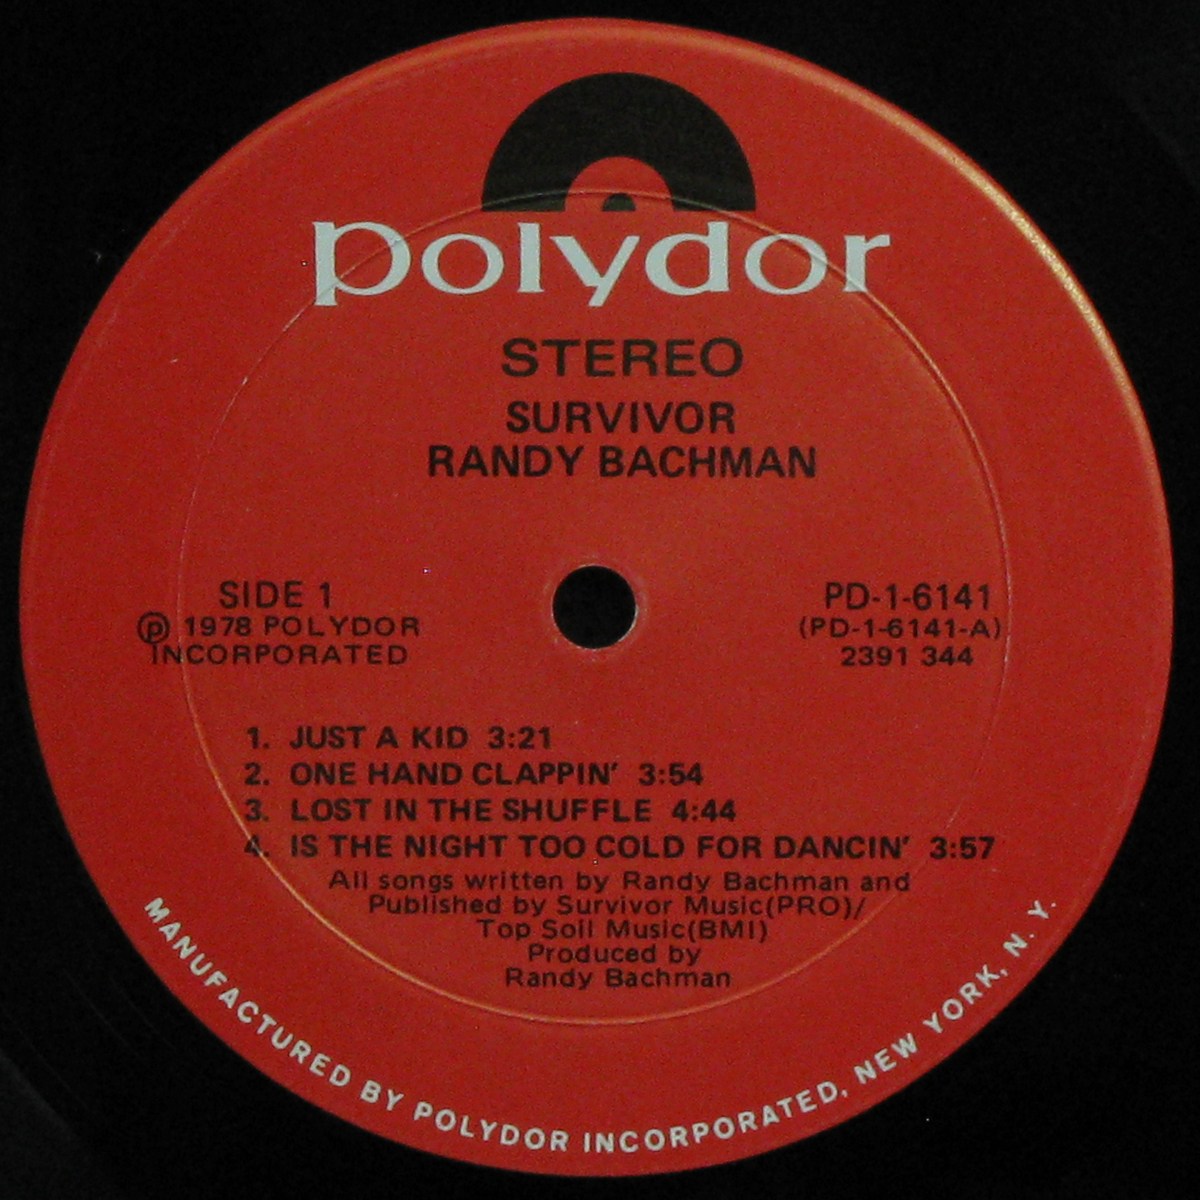 polydor
STEREO
SURVIVOR
RANDY BACHMAN
SIDE 1
℗ 1978 POLYDOR
INCORPORATED
PD-1-6141
(PD-1-6141-A)
2391 344
1. JUST A KID 3:21
2. ONE HAND CLAPPIN' 3:54
3. LOST IN THE SHUFFLE 4:44
4. IS THE NIGHT TOO COLD FOR DANCIN' 3:57
All songs written by Randy Bachman and
Published by Survivor Music(PRO)/
Top Soil Music(BMI)
Produced by
Randy Bachman
MANUFACTURED BY POLYDOR INCORPORATED, NEW YORK, N. Y.